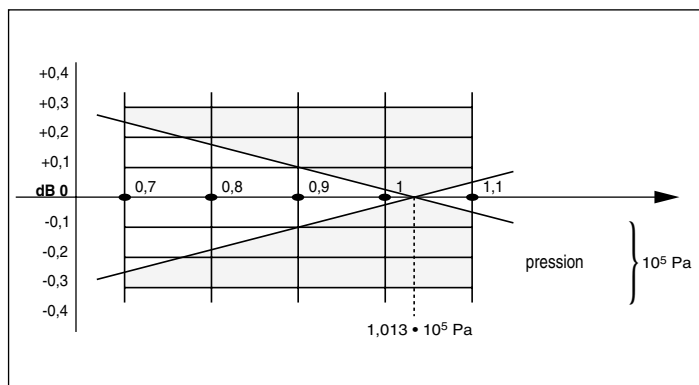 +0,4
+0,3
+0,2
+0,1
dB 0 0,7 0,8 0,9 1 1,1
-0,1
-0,2
-0,3
-0,4
pression } 10⁵ Pa
1,013 • 10⁵ Pa